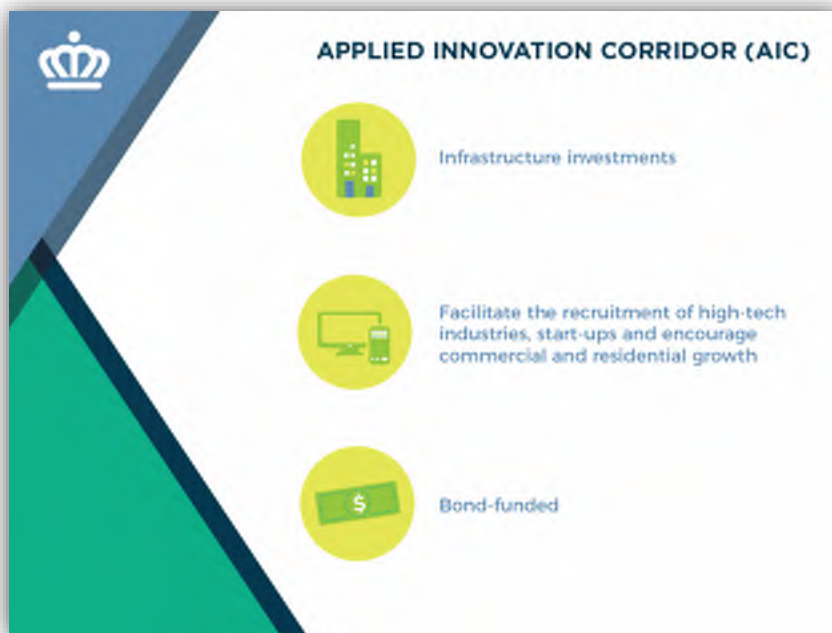 APPLIED INNOVATION CORRIDOR (AIC)
Infrastructure investments
Facilitate the recruitment of high-tech
industries, start-ups and encourage
commercial and residential growth
$
Bond-funded